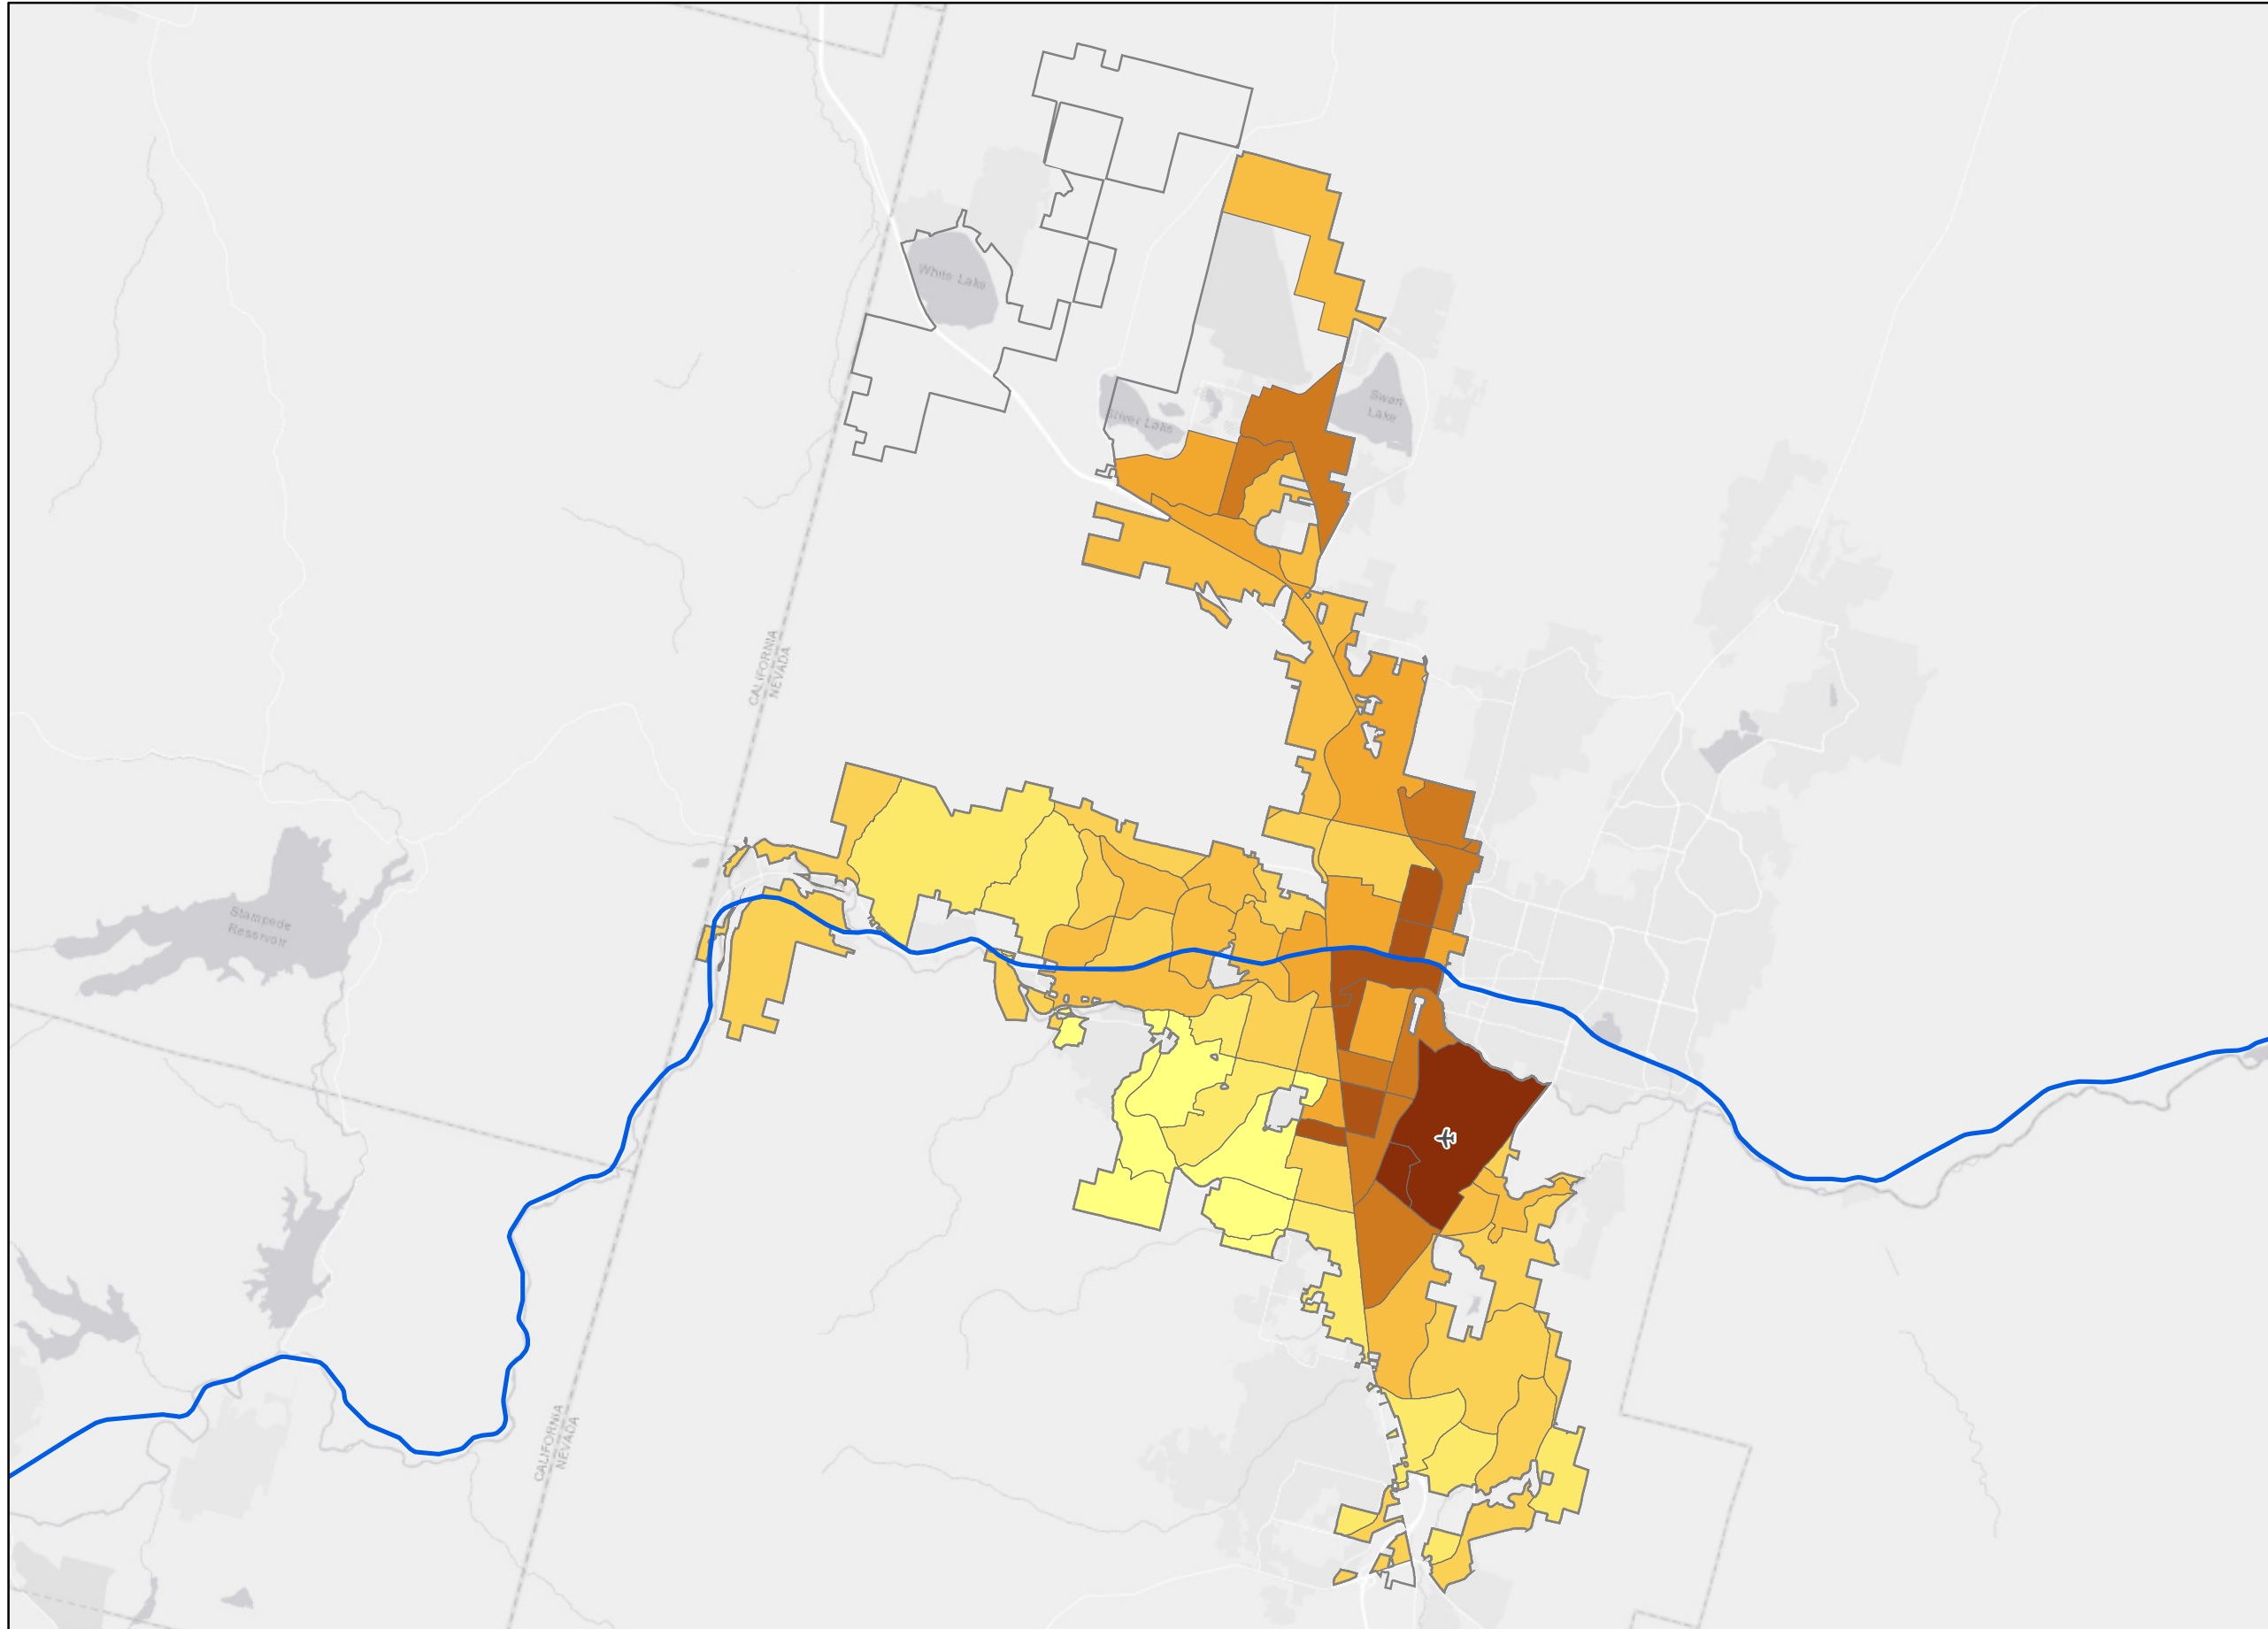 White Lake
Silver Lake
Swan
Lake
CALIFORNIA
NEVADA
Stampede
Reservoir
CALIFORNIA
NEVADA